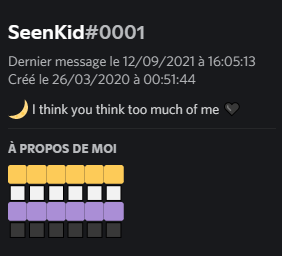 SeenKid#0001
Dernier message le 12/09/2021 à 16:05:13
Créé le 26/03/2020 à 00:51:44
🌙 I think you think too much of me 🖤
À PROPOS DE MOI
🟨🟨🟨🟨🟨🟨
⬜⬜⬜⬜⬜⬜
🟪🟪🟪🟪🟪🟪
⬛⬛⬛⬛⬛⬛